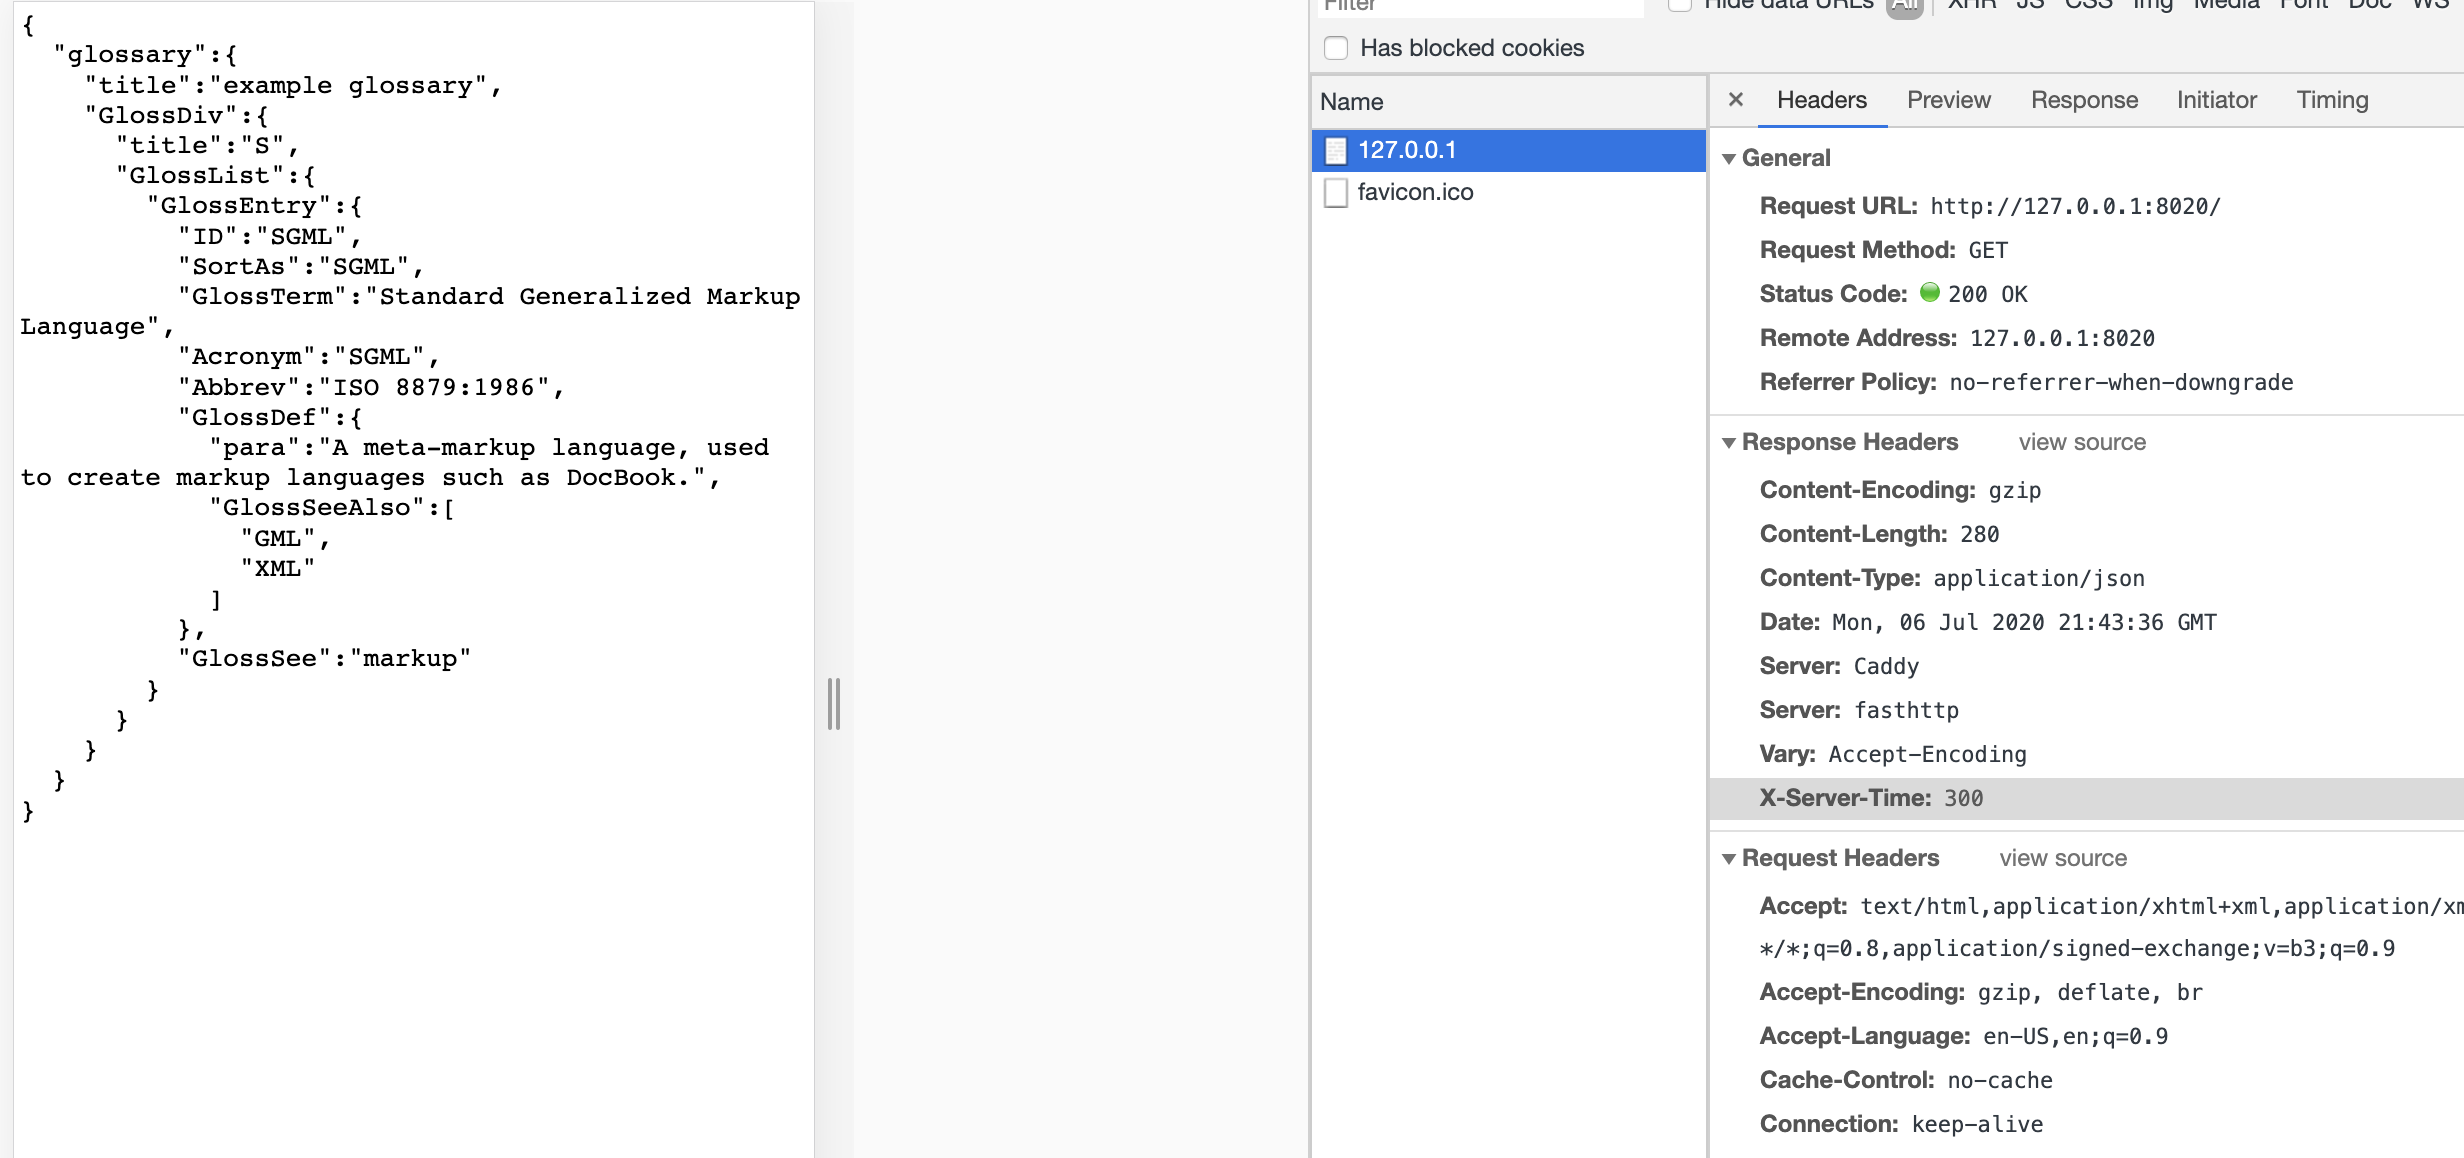 {
"glossary":{
"title":"example glossary",
"GlossDiv":{
"title":"S",
"GlossList":{
"GlossEntry":{
"ID":"SGML",
"SortAs":"SGML",
"GlossTerm":"Standard Generalized Markup
Language",
"Acronym":"SGML",
"Abbrev":"ISO 8879:1986",
"GlossDef":{
"para":"A meta-markup language, used
to create markup languages such as DocBook.",
"GlossSeeAlso":[
"GML",
"XML"
]
},
"GlossSee":"markup"
}
}
}
}
}
Filter Hide data URLs All XHR JS CSS Img Media Font Doc WS
Has blocked cookies
Name
127.0.0.1
favicon.ico
× Headers Preview Response Initiator Timing
General
Request URL: http://127.0.0.1:8020/
Request Method: GET
Status Code: 200 OK
Remote Address: 127.0.0.1:8020
Referrer Policy: no-referrer-when-downgrade
Response Headers view source
Content-Encoding: gzip
Content-Length: 280
Content-Type: application/json
Date: Mon, 06 Jul 2020 21:43:36 GMT
Server: Caddy
Server: fasthttp
Vary: Accept-Encoding
X-Server-Time: 300
Request Headers view source
Accept: text/html,application/xhtml+xml,application/xm
*/*;q=0.8,application/signed-exchange;v=b3;q=0.9
Accept-Encoding: gzip, deflate, br
Accept-Language: en-US,en;q=0.9
Cache-Control: no-cache
Connection: keep-alive